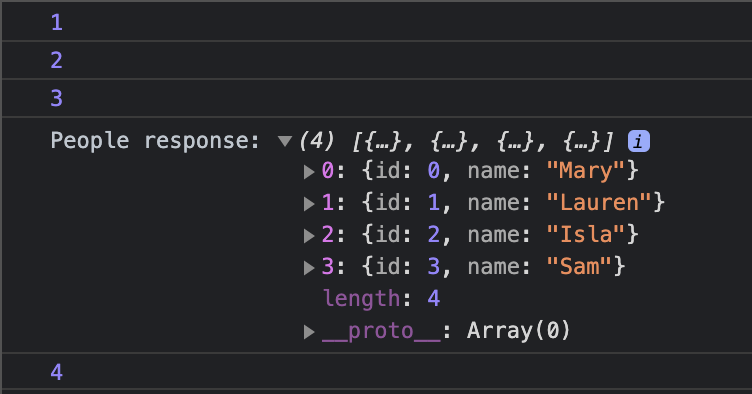 1
2
3
People response: ▼(4) [{…}, {…}, {…}, {…}] i
▶0: {id: 0, name: "Mary"}
▶1: {id: 1, name: "Lauren"}
▶2: {id: 2, name: "Isla"}
▶3: {id: 3, name: "Sam"}
length: 4
▶__proto__: Array(0)
4